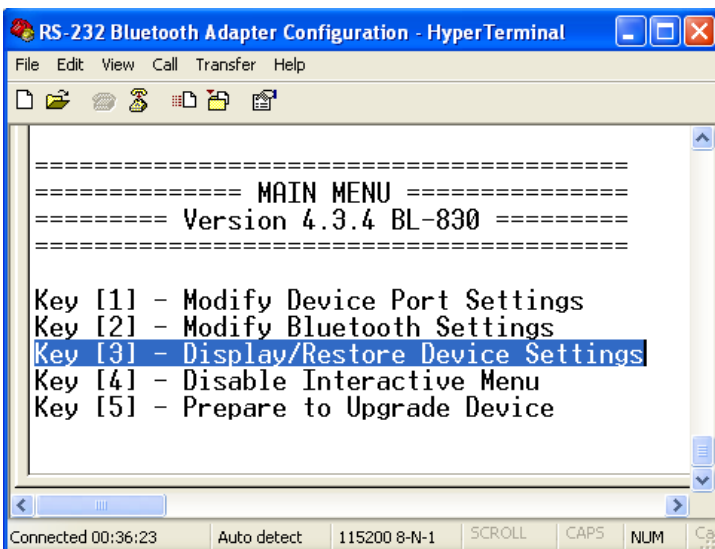 RS-232 Bluetooth Adapter Configuration - HyperTerminal
File Edit View Call Transfer Help
========================================
============== MAIN MENU ===============
========= Version 4.3.4 BL-830 =========
========================================
Key [1] - Modify Device Port Settings
Key [2] - Modify Bluetooth Settings
Key [3] - Display/Restore Device Settings
Key [4] - Disable Interactive Menu
Key [5] - Prepare to Upgrade Device
Connected 00:36:23 Auto detect 115200 8-N-1 SCROLL CAPS NUM